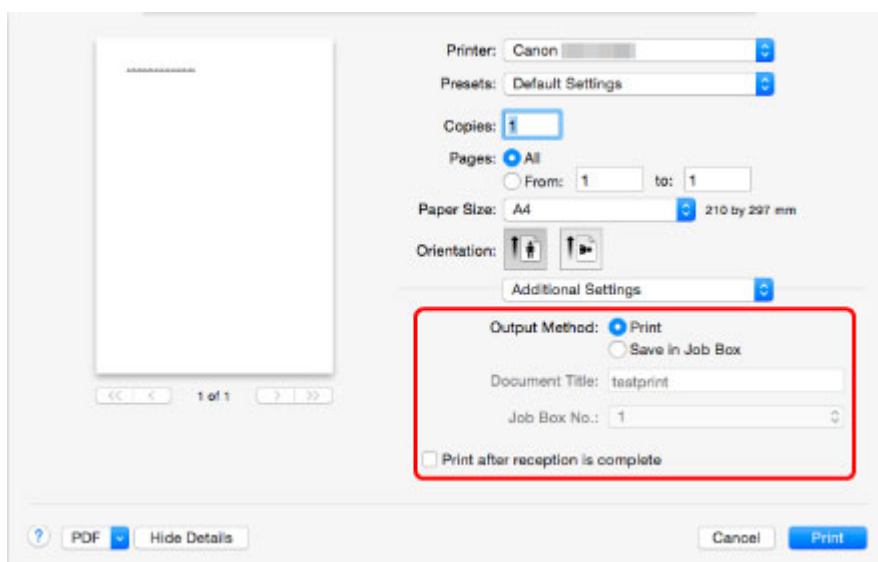 Printer: Canon
Presets: Default Settings
Copies: 1
Pages: All
From: 1 to: 1
Paper Size: A4 210 by 297 mm
Orientation:
Additional Settings
Output Method: Print
Save in Job Box
Document Title: testprint
Job Box No.: 1
Print after reception is complete
<< < 1 of 1 > >>
? PDF Hide Details Cancel Print